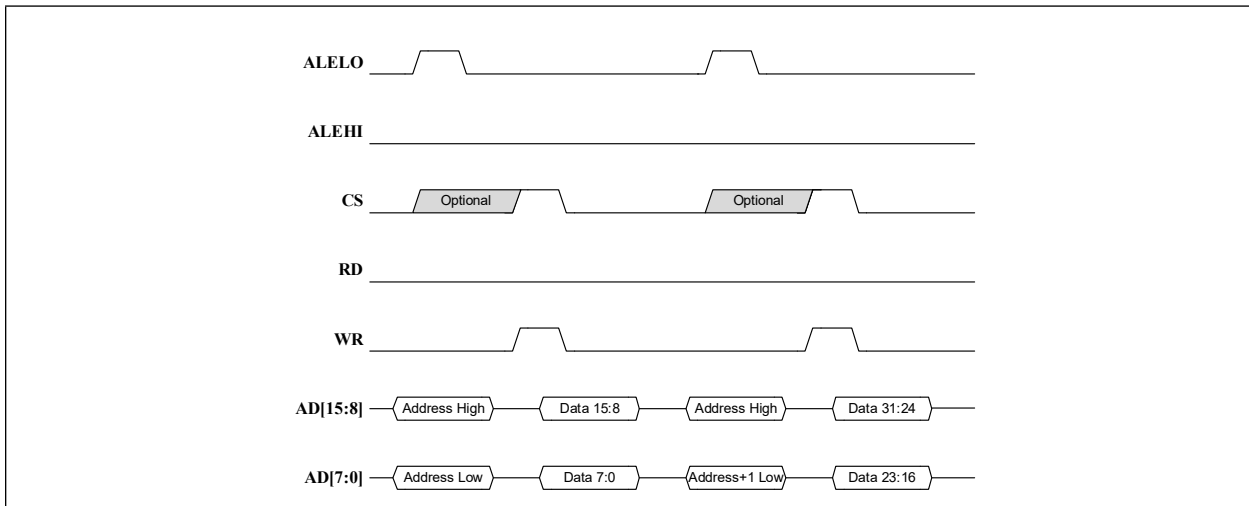 ALELO
ALEHI
CS Optional Optional
RD
WR
AD[15:8] Address High Data 15:8 Address High Data 31:24
AD[7:0] Address Low Data 7:0 Address+1 Low Data 23:16